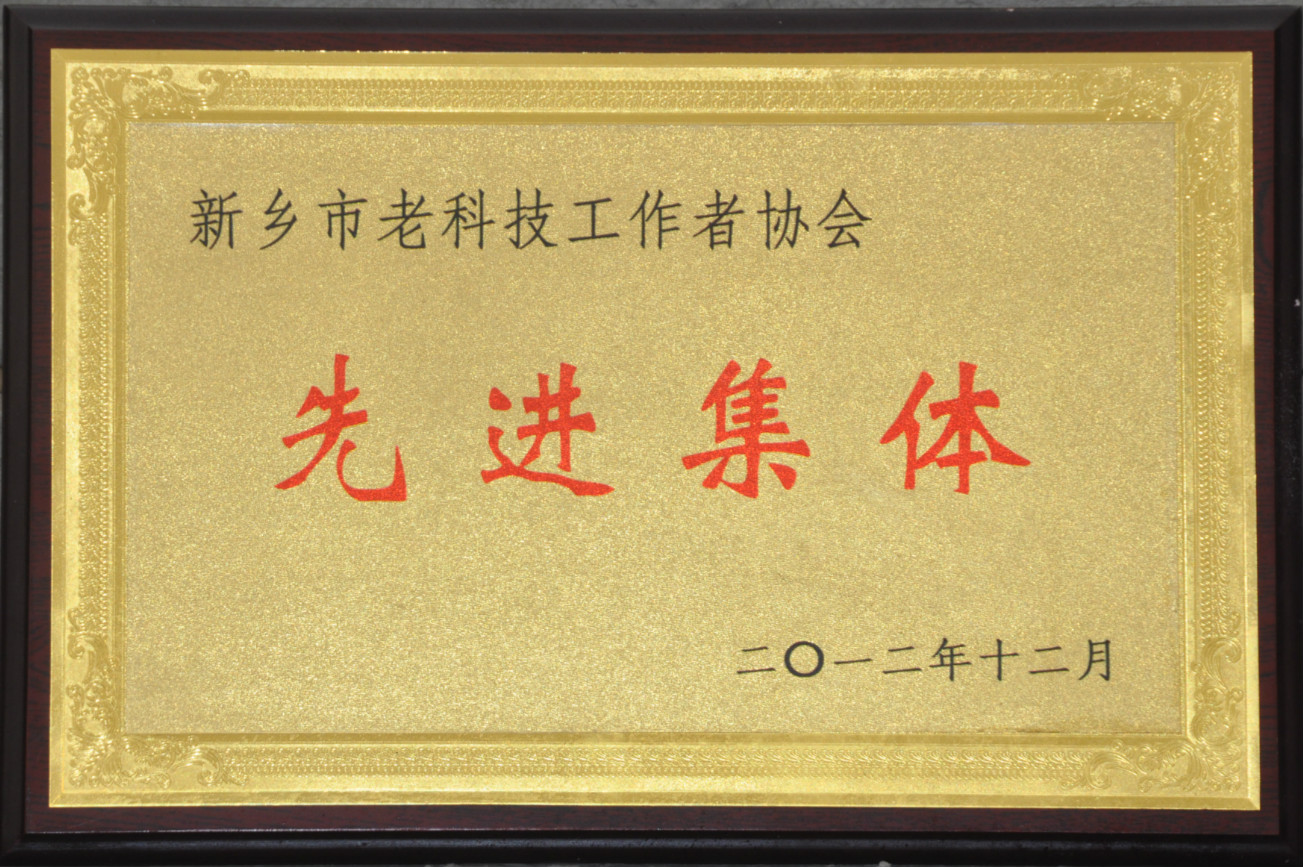 新乡市老科技工作者协会
先进集体
二〇一二年十二月